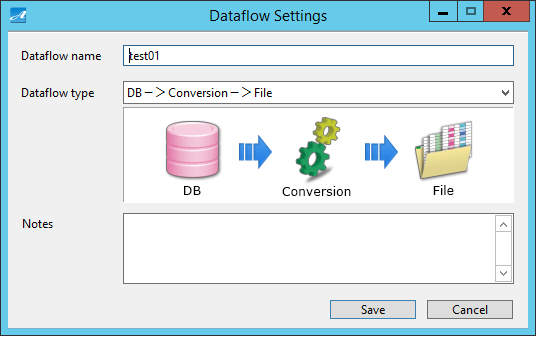 Dataflow Settings
Dataflow name test01
Dataflow type DB－＞Conversion－＞File
DB Conversion File
Notes
Save Cancel